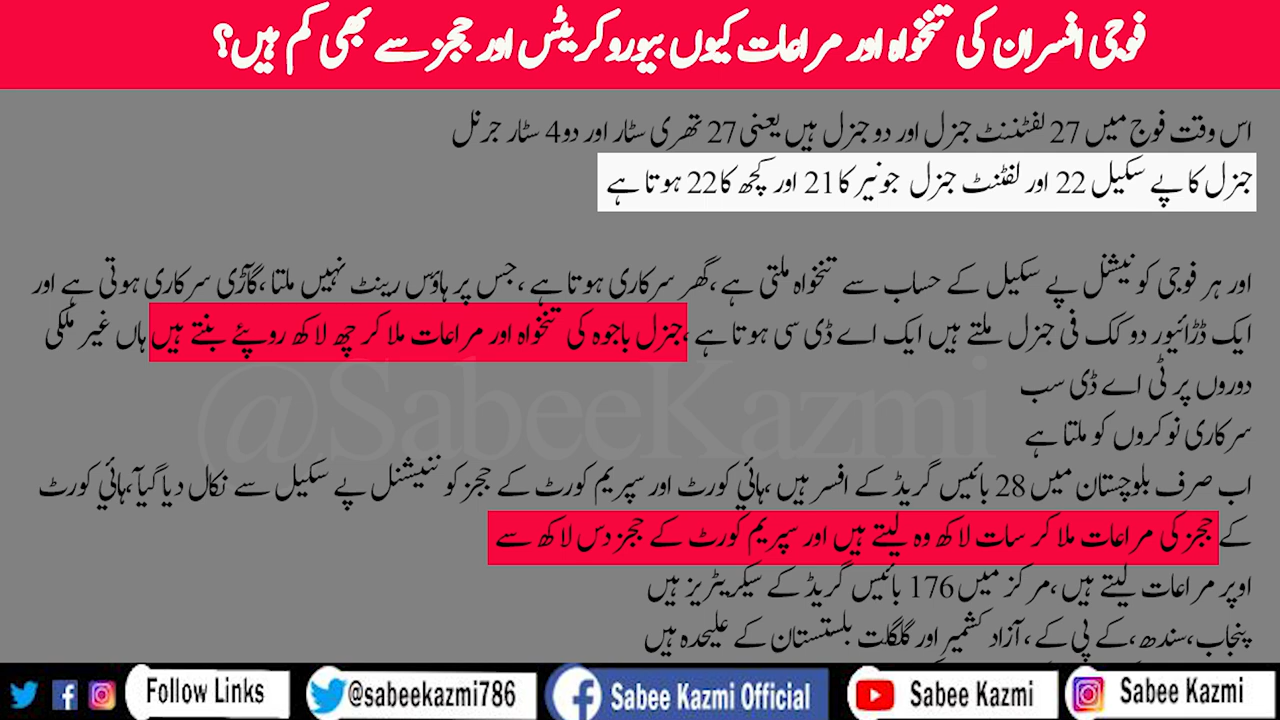 فوجی افسران کی تنخواہ اور مراعات کیوں بیوروکریٹس اور ججز سے بھی کم ہیں؟
اس وقت فوج میں 27 لفٹننٹ جنرل اور دو جنرل ہیں یعنی 27 تھری سٹار اور دو 4 سٹار جرنل
جنرل کا پے سکیل 22 اور لفٹنٹ جنرل جونیر کا 21 اور کچھ کا 22 ہوتا ہے
اور ہر فوجی کو نیشنل پے سکیل کے حساب سے تنخواہ ملتی ہے ،گھر سرکاری ہوتا ہے ،جس پر ہاؤس رینٹ نہیں ملتا ،گآڑی سرکاری ہوتی ہے اور
ایک ڈڑائیور دو کک فی جنرل ملتے ہیں ایک اے ڈی سی ہوتا ہے ،جنرل باجوہ کی تنخواہ اور مراعات ملا کر چھ لاکھ روپئے بنتے ہیں ہاں غیر ملکی
دوروں پر ٹی اے ڈی سب
سرکاری نوکروں کو ملتا ہے
@SabeeKazmi
اب صرف بلوچستان میں 28 بائیس گریڈ کے افسر ہیں ،ہائی کورٹ اور سپریم کورٹ کے ججز کو ننیشنل پے سکیل سے نکال دیا گیآ،ہائی کورٹ
کے ججز کی مراعات ملا کر سات لاکھ وہ لیتے ہیں اور سپریم کورٹ کے ججز دس لاکھ سے
اوپر مراعات لیتے ہیں ،مرکز میں 176 بائیس گریڈ کے سیکریٹریز ہیں
پنجاب ،سندھ ،کے پی کے ، آزاد کشمیر اور گلگلت بلستستان کے علیحدہ ہیں
Follow Links @sabeekazmi786 Sabee Kazmi Official Sabee Kazmi Sabee Kazmi